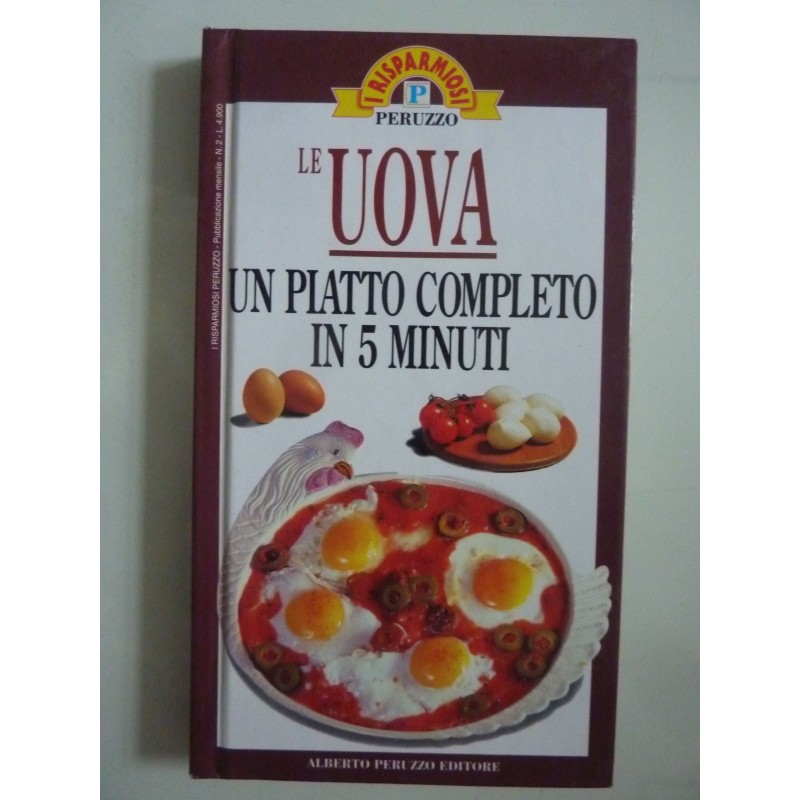 I RISPARMIOSI
P
PERUZZO
LE UOVA
UN PIATTO COMPLETO
IN 5 MINUTI
I RISPARMIOSI PERUZZO - Pubblicazione mensile - N. 2 - L. 4.900
ALBERTO PERUZZO EDITORE